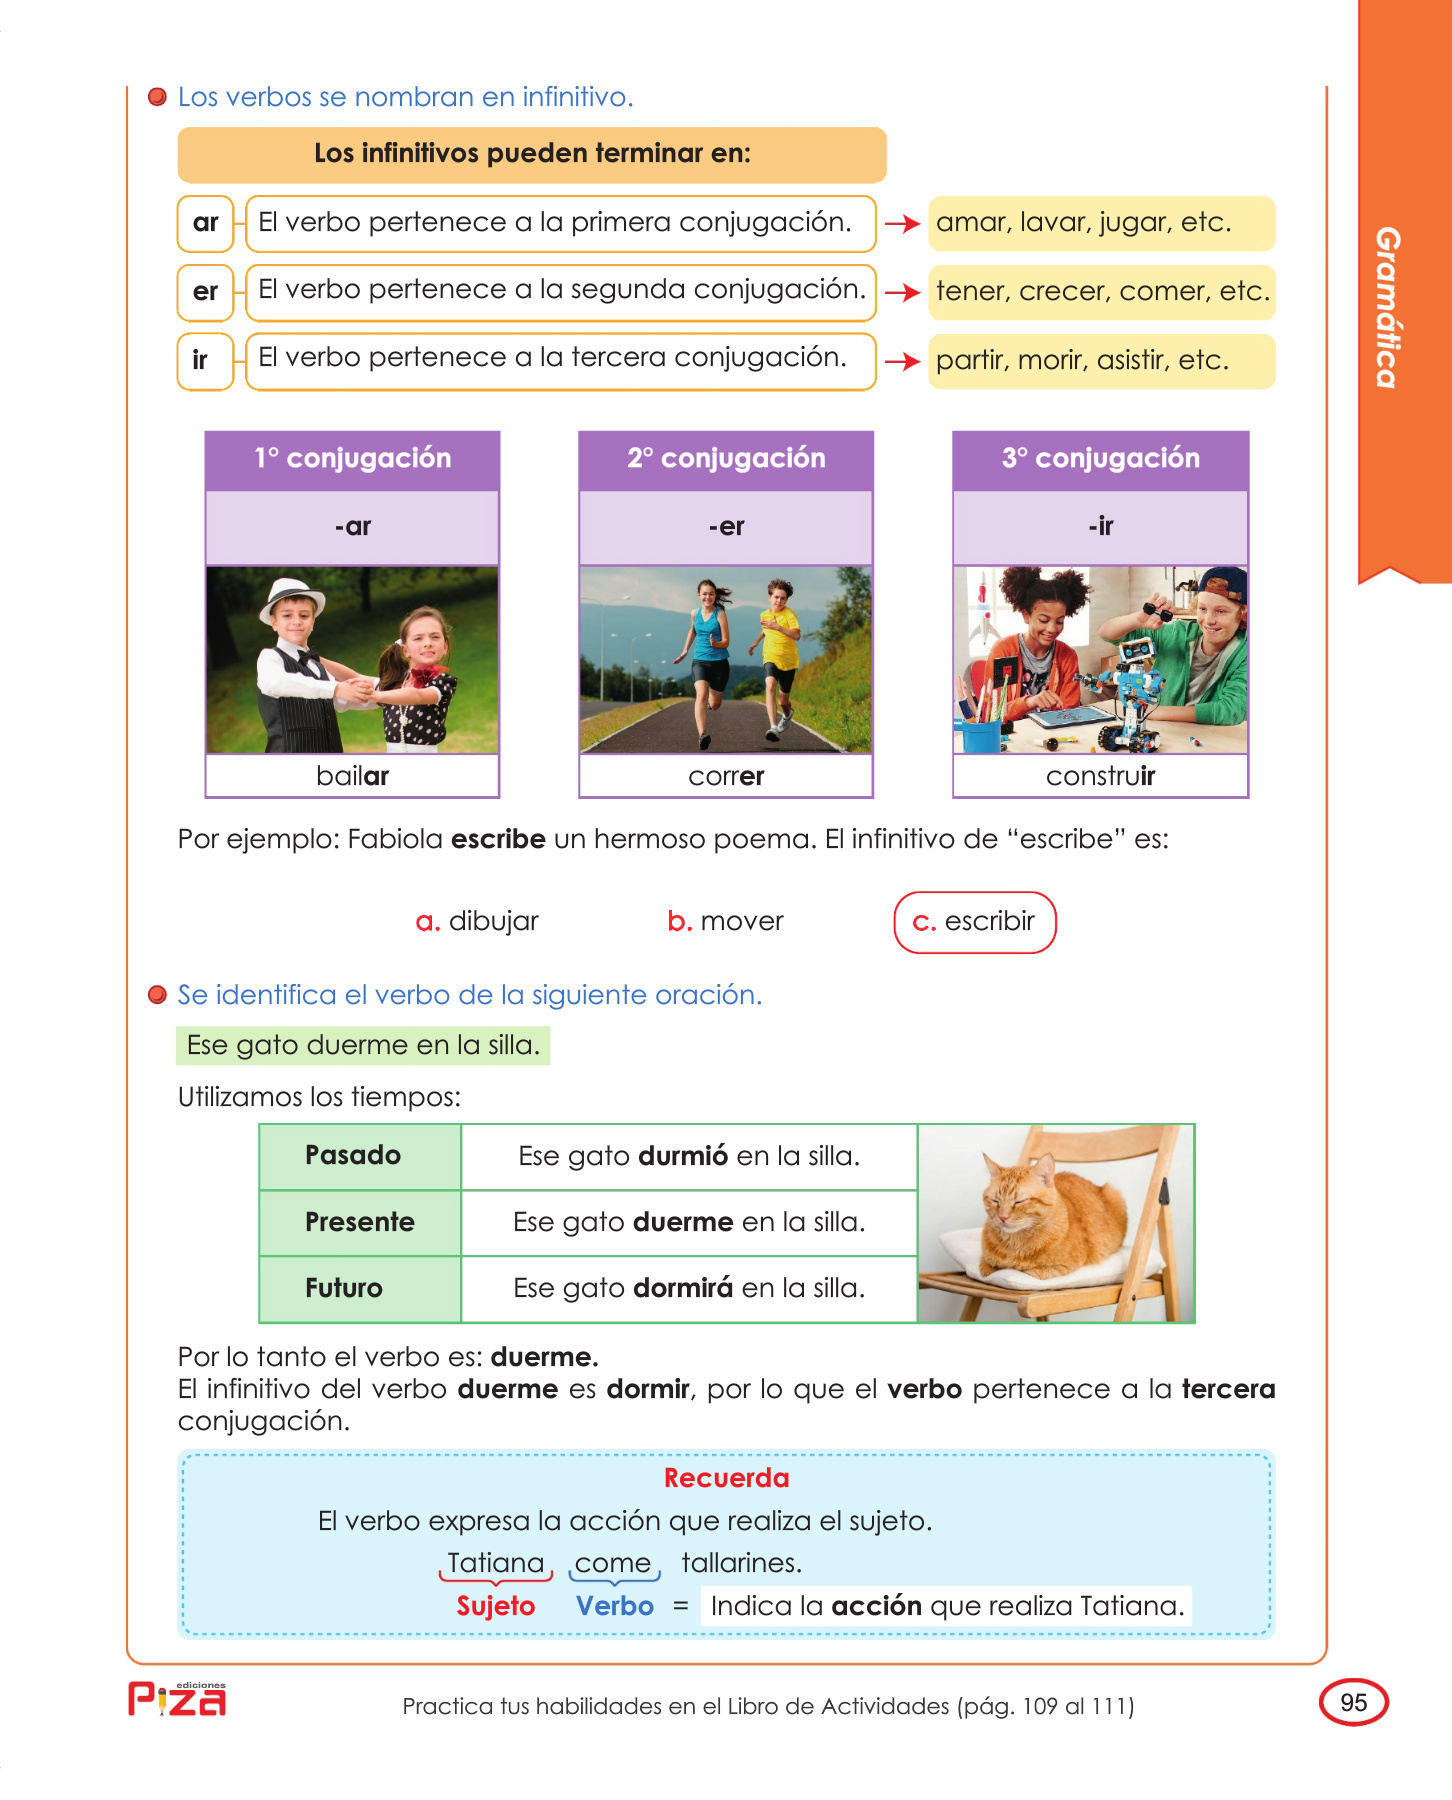 Gramática
Los verbos se nombran en infinitivo.
Los infinitivos pueden terminar en:
ar El verbo pertenece a la primera conjugación. amar, lavar, jugar, etc.
er El verbo pertenece a la segunda conjugación. tener, crecer, comer, etc.
ir El verbo pertenece a la tercera conjugación. partir, morir, asistir, etc.
1° conjugación 2° conjugación 3° conjugación
-ar -er -ir
bailar correr construir
Por ejemplo: Fabiola escribe un hermoso poema. El infinitivo de “escribe” es:
a. dibujar b. mover c. escribir
Se identifica el verbo de la siguiente oración.
Ese gato duerme en la silla.
Utilizamos los tiempos:
Pasado Ese gato durmió en la silla.
Presente Ese gato duerme en la silla.
Futuro Ese gato dormirá en la silla.
Por lo tanto el verbo es: duerme.
El infinitivo del verbo duerme es dormir, por lo que el verbo pertenece a la tercera
conjugación.
Recuerda
El verbo expresa la acción que realiza el sujeto.
Tatiana come tallarines.
Sujeto Verbo = Indica la acción que realiza Tatiana.
ediciones
Piza
Practica tus habilidades en el Libro de Actividades (pág. 109 al 111)
95